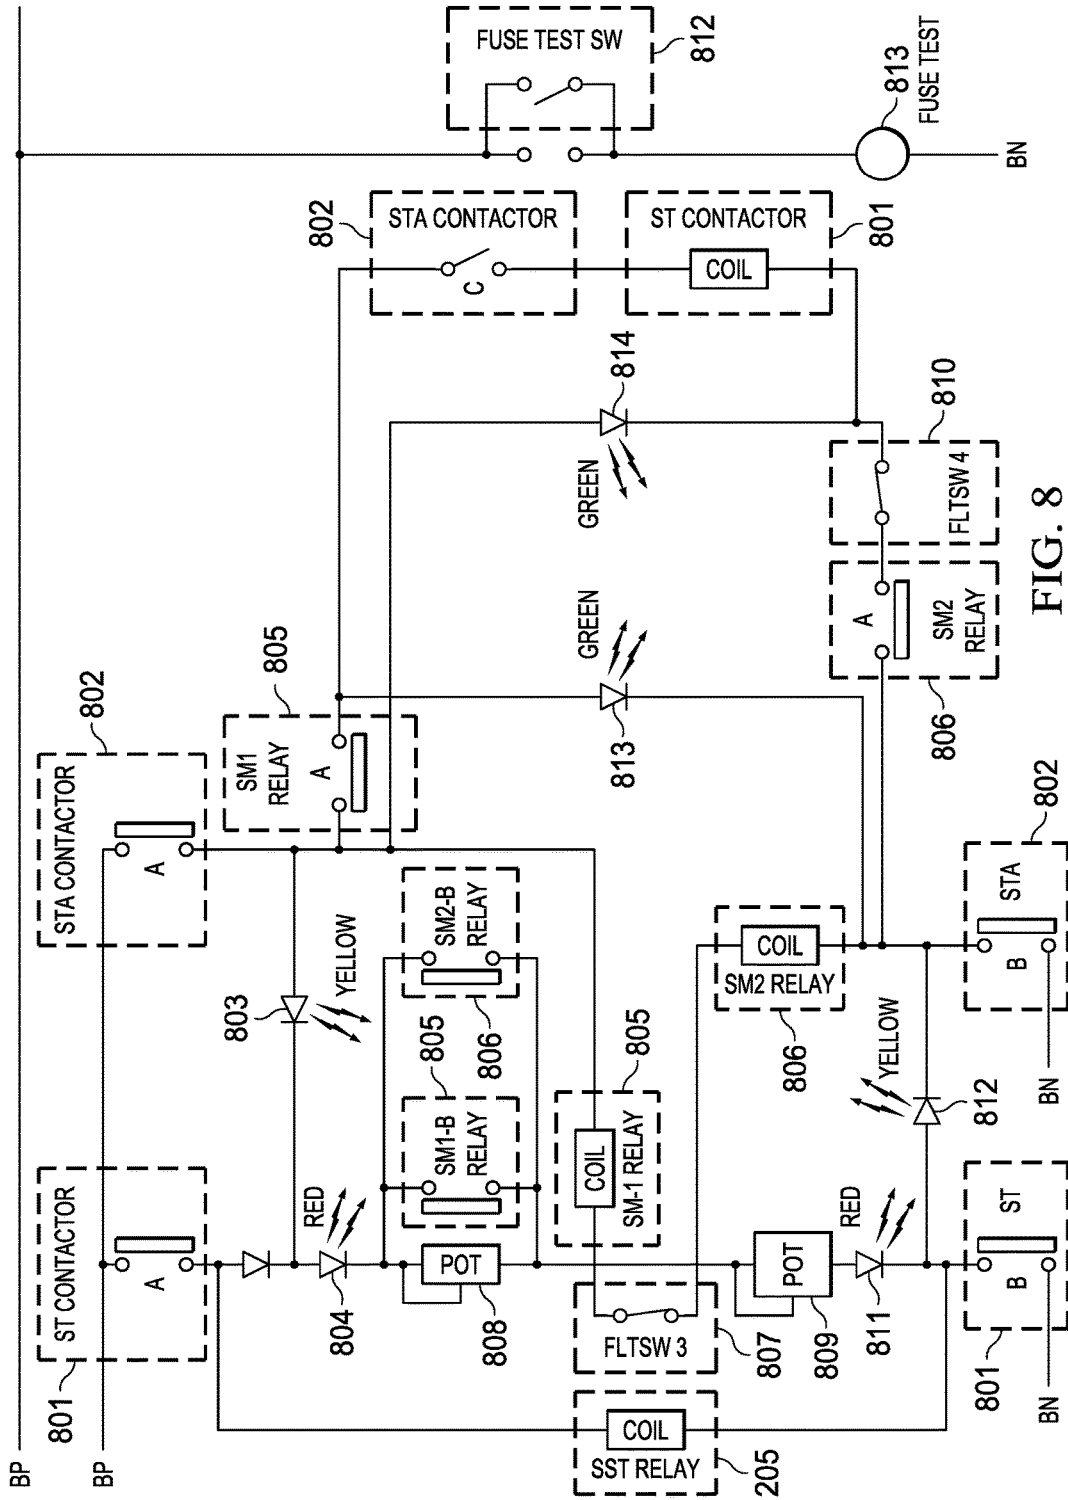 FUSE TEST SW
812
813
FUSE TEST
BN
802
STA CONTACTOR
C
ST CONTACTOR
COIL
801
814
GREEN
810
FLTSW 4
FIG. 8
GREEN
813
A
SM2
RELAY
806
802
STA CONTACTOR
A
SM1
RELAY
A
805
803
YELLOW
SM2-B
RELAY
806
805
SM1-B
RELAY
805
COIL
SM-1 RELAY
COIL
SM2 RELAY
806
YELLOW
812
802
STA
B
BN
ST CONTACTOR
A
801
RED
804
POT
808
FLTSW 3
807
POT
809
RED
811
ST
B
801
BN
COIL
SST RELAY
205
BP
BP